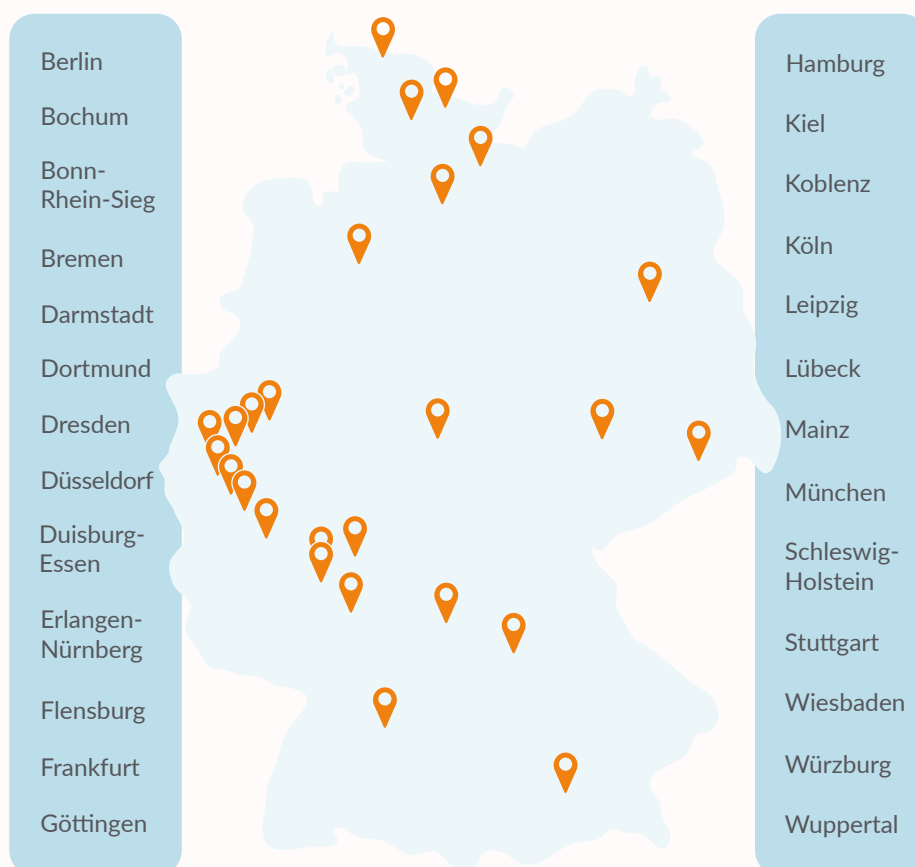 Berlin
Bochum
Bonn-
Rhein-Sieg
Bremen
Darmstadt
Dortmund
Dresden
Düsseldorf
Duisburg-
Essen
Erlangen-
Nürnberg
Flensburg
Frankfurt
Göttingen
Hamburg
Kiel
Koblenz
Köln
Leipzig
Lübeck
Mainz
München
Schleswig-
Holstein
Stuttgart
Wiesbaden
Würzburg
Wuppertal